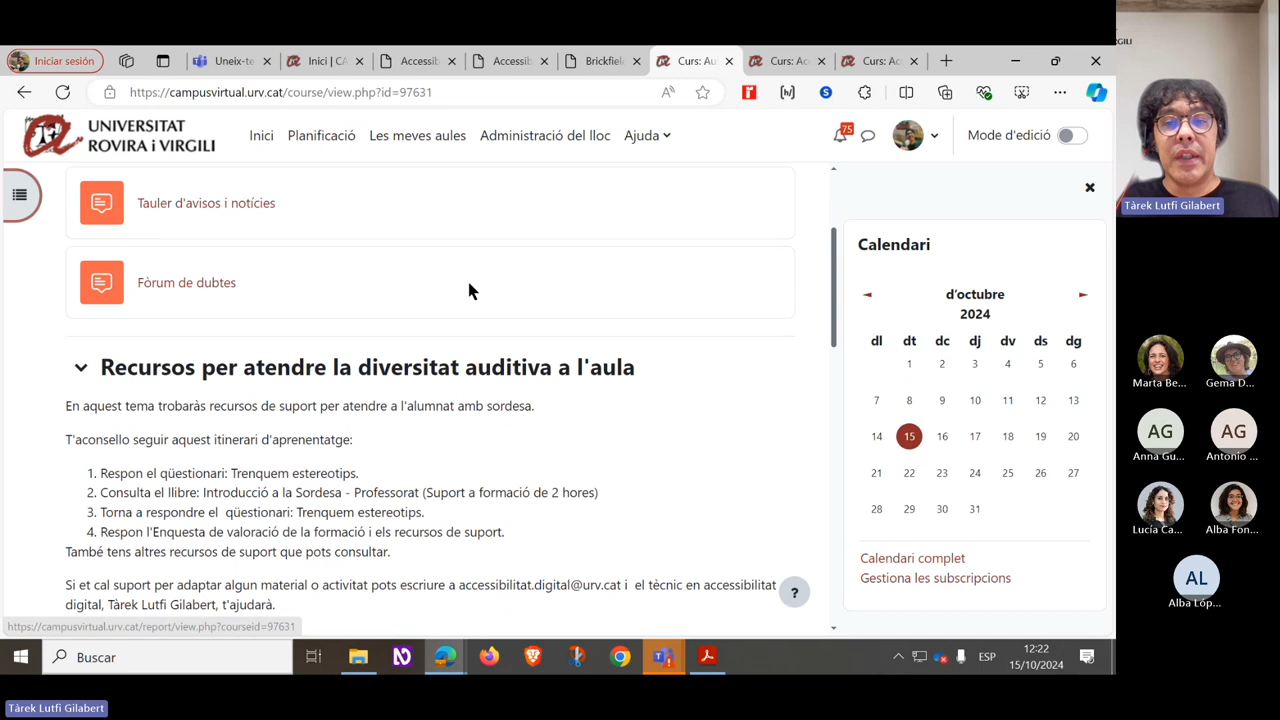 Iniciar sesión
Uneix-te
Inici | CA
Accessib
Accessib
Brickfiel
Curs: Au
Curs: Ac
Curs: Ac
https://campusvirtual.urv.cat/course/view.php?id=97631
UNIVERSITAT
ROVIRA i VIRGILI
Inici
Planificació
Les meves aules
Administració del lloc
Ajuda
75
Mode d'edició
Tauler d'avisos i notícies
Fòrum de dubtes
Recursos per atendre la diversitat auditiva a l'aula
En aquest tema trobaràs recursos de suport per atendre a l'alumnat amb sordesa.
T'aconsello seguir aquest itinerari d'aprenentatge:
1. Respon el qüestionari: Trenquem estereotips.
2. Consulta el llibre: Introducció a la Sordesa - Professorat (Suport a formació de 2 hores)
3. Torna a respondre el qüestionari: Trenquem estereotips.
4. Respon l'Enquesta de valoració de la formació i els recursos de suport.
També tens altres recursos de suport que pots consultar.
Si et cal suport per adaptar algun material o activitat pots escriure a accessibilitat.digital@urv.cat i el tècnic en accessibilitat
digital, Tàrek Lutfi Gilabert, t'ajudarà.
?
https://campusvirtual.urv.cat/report/view.php?courseid=97631
Calendari
◄ d'octubre ►
2024
dl dt dc dj dv ds dg
1 2 3 4 5 6
7 8 9 10 11 12 13
14 15 16 17 18 19 20
21 22 23 24 25 26 27
28 29 30 31
Calendari complet
Gestiona les subscripcions
Buscar
ESP
12:22
15/10/2024
VIRGILI
Tàrek Lutfi Gilabert
Marta Be...
Gema D...
AG
Anna Gu...
AG
Antonio ...
Lucía Ca...
Alba Fon...
AL
Alba Lóp...
Tàrek Lutfi Gilabert